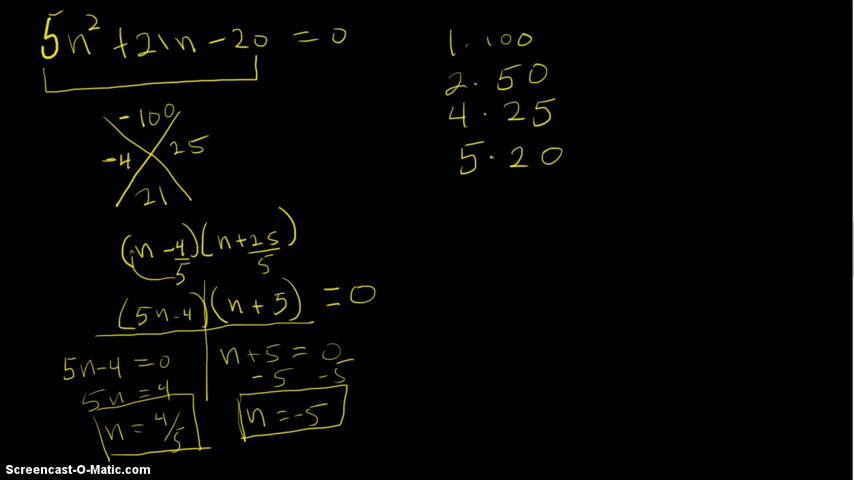 5n² + 21n - 20 = 0
-100
-4 25
21
(n - 4/5)(n + 25/5)
(5n - 4)(n + 5) = 0
5n - 4 = 0
5n = 4
n = 4/5
n + 5 = 0
-5 -5
n = -5
1 · 100
2 · 50
4 · 25
5 · 20
Screencast-O-Matic.com